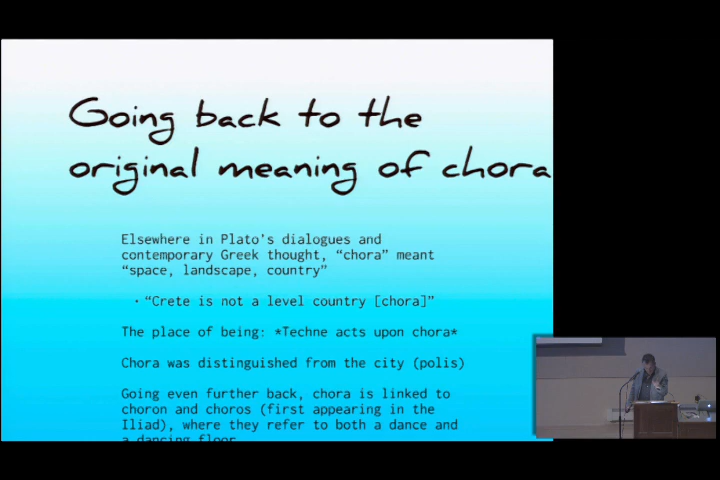 Going back to the
original meaning of chora
Elsewhere in Plato's dialogues and
contemporary Greek thought, "chora" meant
"space, landscape, country"
· "Crete is not a level country [chora]"
The place of being: *Techne acts upon chora*
Chora was distinguished from the city (polis)
Going even further back, chora is linked to
choron and choros (first appearing in the
Iliad), where they refer to both a dance and
a dancing floor